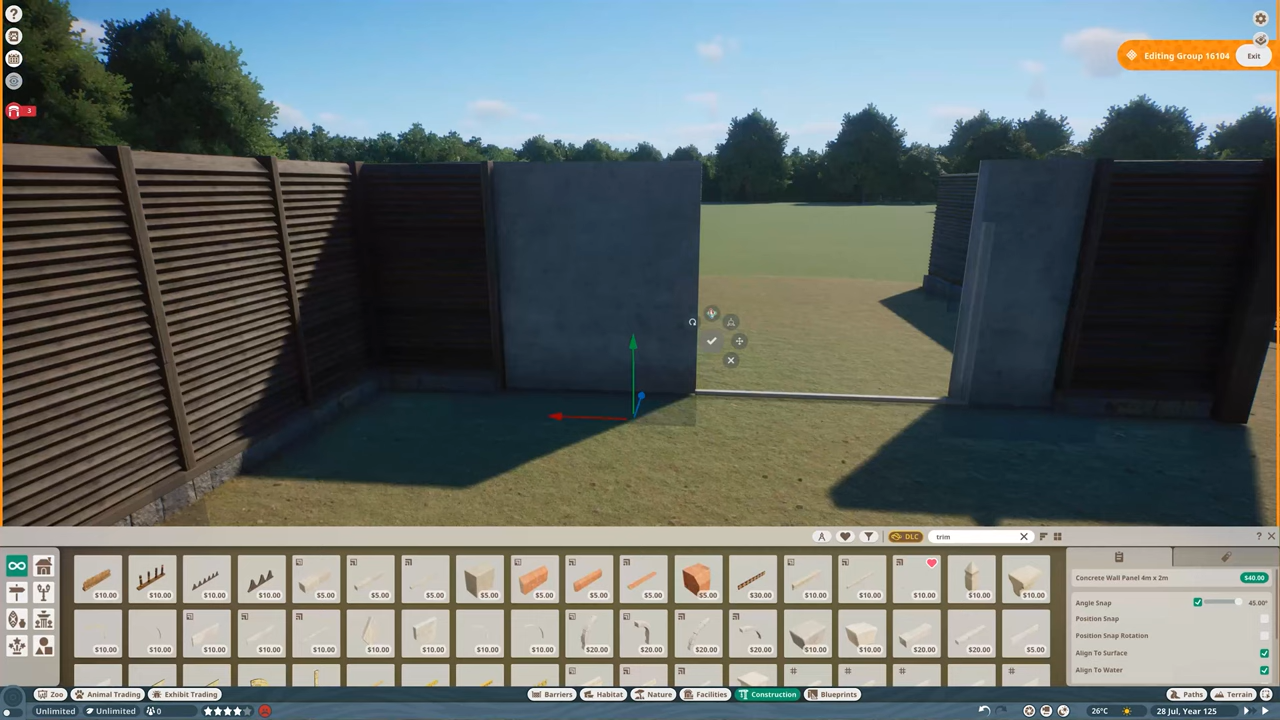 ?
Editing Group 16104 Exit
3
DLC trim ? ×
Concrete Wall Panel 4m x 2m $40.00
Angle Snap 45.00°
Position Snap
Position Snap Rotation
Align To Surface
Align To Water
$10.00 $10.00 $10.00 $10.00 $5.00 $5.00 $5.00 $5.00 $5.00 $5.00 $5.00 $5.00 $30.00 $10.00 $10.00 $10.00 $10.00 $10.00
$10.00 $10.00 $10.00 $10.00 $10.00 $10.00 $10.00 $10.00 $10.00 $20.00 $20.00 $20.00 $20.00 $20.00 $10.00 $20.00 $20.00 $5.00
Zoo Animal Trading Exhibit Trading Barriers Habitat Nature Facilities Construction Blueprints Paths Terrain
Unlimited Unlimited 0 26°C 28 Jul, Year 125